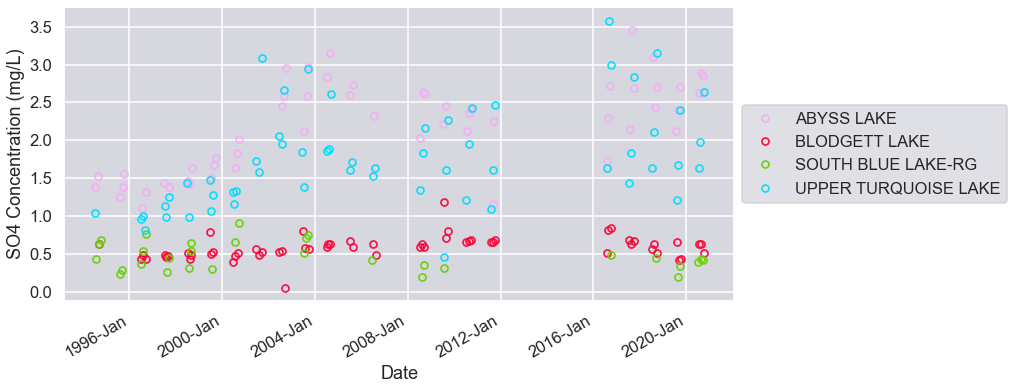 SO4 Concentration (mg/L)
3.5
3.0
2.5
2.0
1.5
1.0
0.5
0.0
1996-Jan
2000-Jan
2004-Jan
2008-Jan
2012-Jan
2016-Jan
2020-Jan
Date
ABYSS LAKE
BLODGETT LAKE
SOUTH BLUE LAKE-RG
UPPER TURQUOISE LAKE